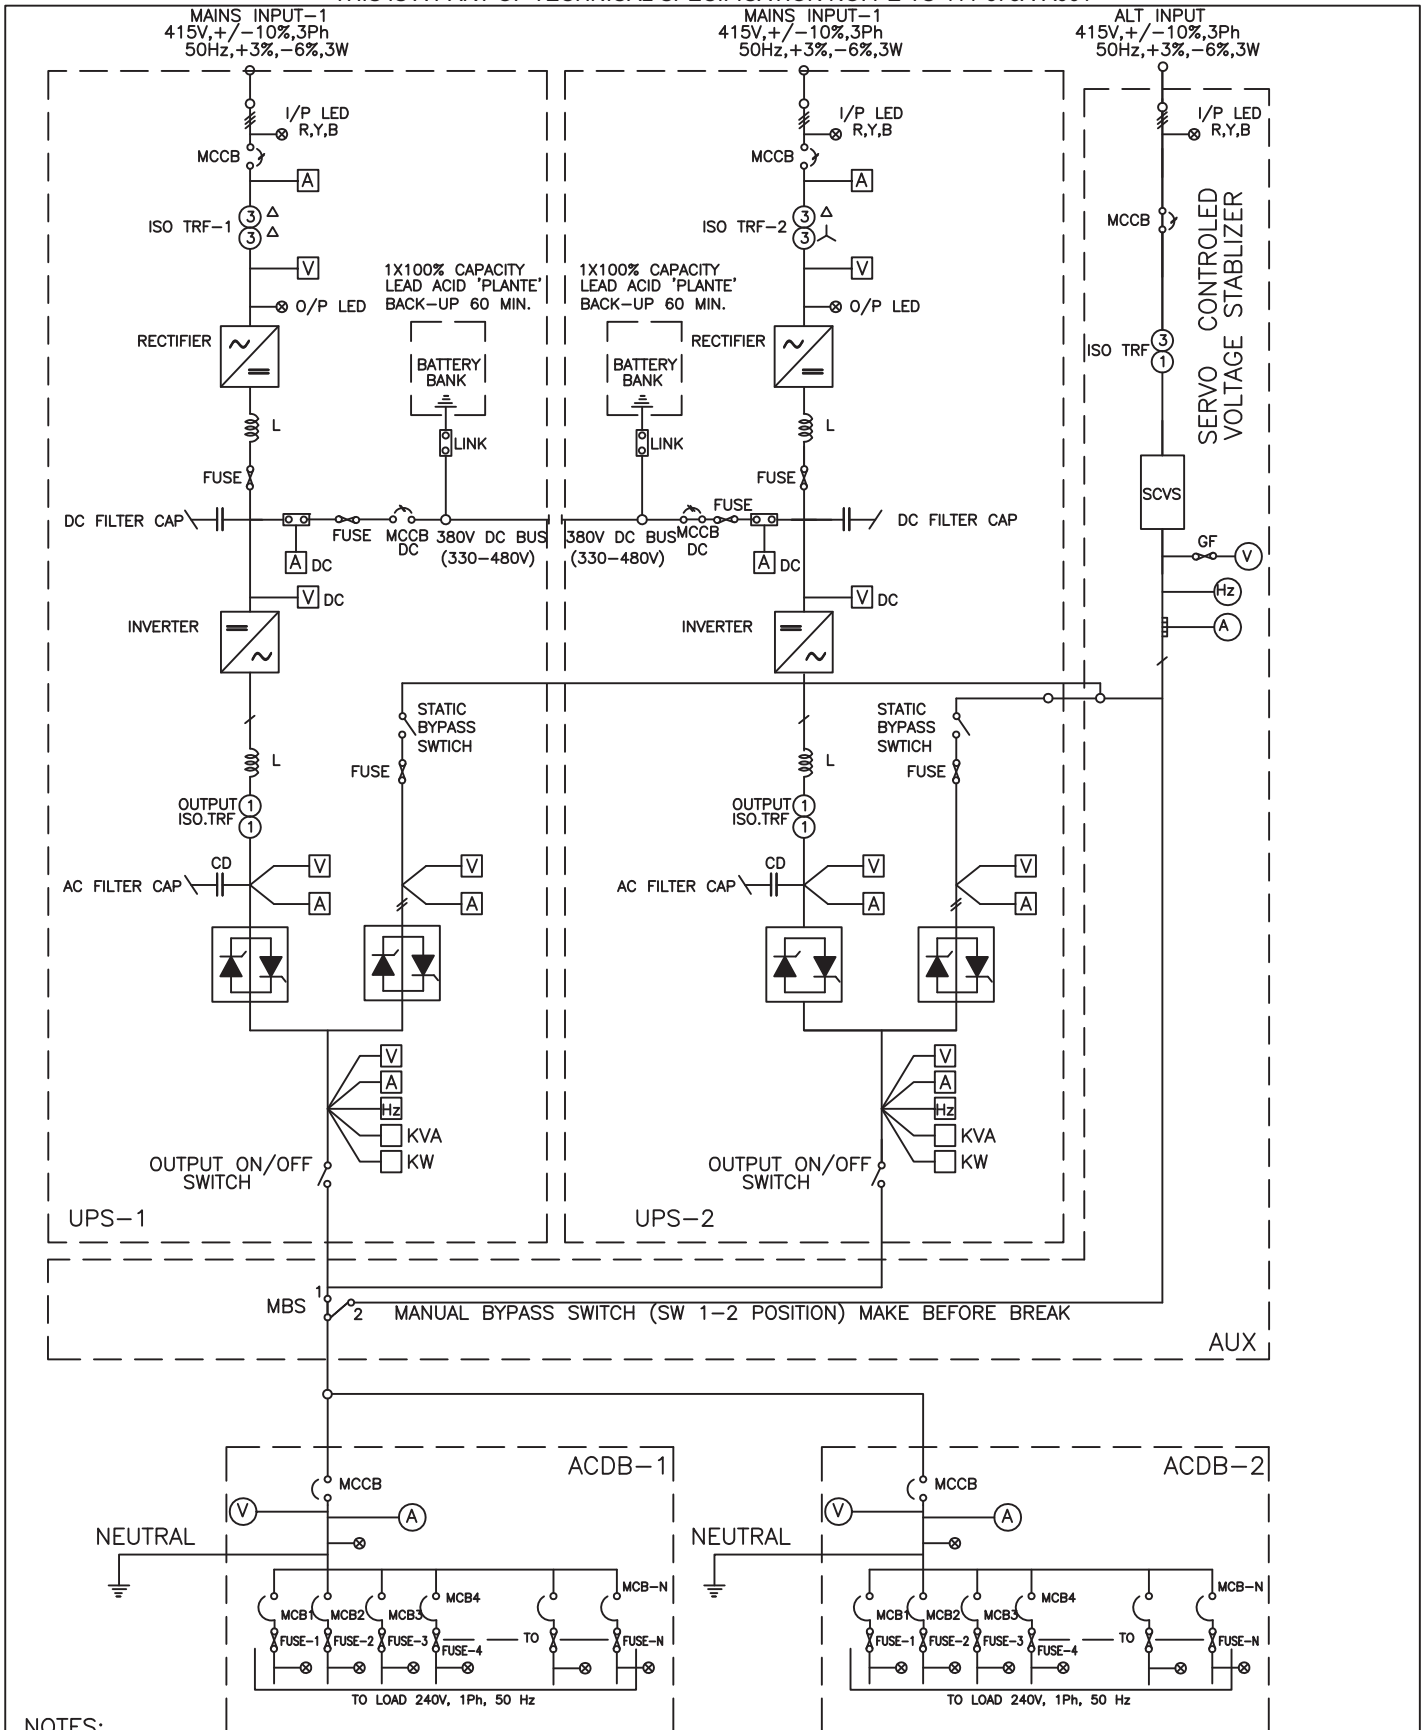 MAINS INPUT-1
415V,+/-10%,3Ph
50Hz,+3%,-6%,3W
MAINS INPUT-1
415V,+/-10%,3Ph
50Hz,+3%,-6%,3W
ALT INPUT
415V,+/-10%,3Ph
50Hz,+3%,-6%,3W
I/P LED
R,Y,B
MCCB
A
ISO TRF-1
3
3
V
O/P LED
RECTIFIER
1X100% CAPACITY
LEAD ACID 'PLANTE'
BACK-UP 60 MIN.
BATTERY
BANK
LINK
L
FUSE
DC FILTER CAP
FUSE
MCCB
DC
380V DC BUS
(330-480V)
A DC
V DC
INVERTER
STATIC
BYPASS
SWTICH
FUSE
L
OUTPUT
ISO.TRF
1
1
CD
AC FILTER CAP
V
A
V
A
V
A
Hz
KVA
KW
OUTPUT ON/OFF
SWITCH
UPS-1
I/P LED
R,Y,B
MCCB
A
ISO TRF-2
3
3
V
O/P LED
RECTIFIER
1X100% CAPACITY
LEAD ACID 'PLANTE'
BACK-UP 60 MIN.
BATTERY
BANK
LINK
L
FUSE
FUSE
MCCB
DC
380V DC BUS
(330-480V)
DC FILTER CAP
A DC
V DC
INVERTER
STATIC
BYPASS
SWTICH
FUSE
L
OUTPUT
ISO.TRF
1
1
CD
AC FILTER CAP
V
A
V
A
V
A
Hz
KVA
KW
OUTPUT ON/OFF
SWITCH
UPS-2
I/P LED
R,Y,B
MCCB
SERVO CONTROLED
VOLTAGE STABLIZER
ISO TRF
3
1
SCVS
GF
V
Hz
A
MBS
1
2
MANUAL BYPASS SWITCH (SW 1-2 POSITION) MAKE BEFORE BREAK
AUX
ACDB-1
MCCB
V
A
NEUTRAL
MCB1
MCB2
MCB3
MCB4
MCB-N
FUSE-1
FUSE-2
FUSE-3
FUSE-4
TO
FUSE-N
TO LOAD 240V, 1Ph, 50 Hz
ACDB-2
MCCB
V
A
NEUTRAL
MCB1
MCB2
MCB3
MCB4
MCB-N
FUSE-1
FUSE-2
FUSE-3
FUSE-4
TO
FUSE-N
TO LOAD 240V, 1Ph, 50 Hz
NOTES: